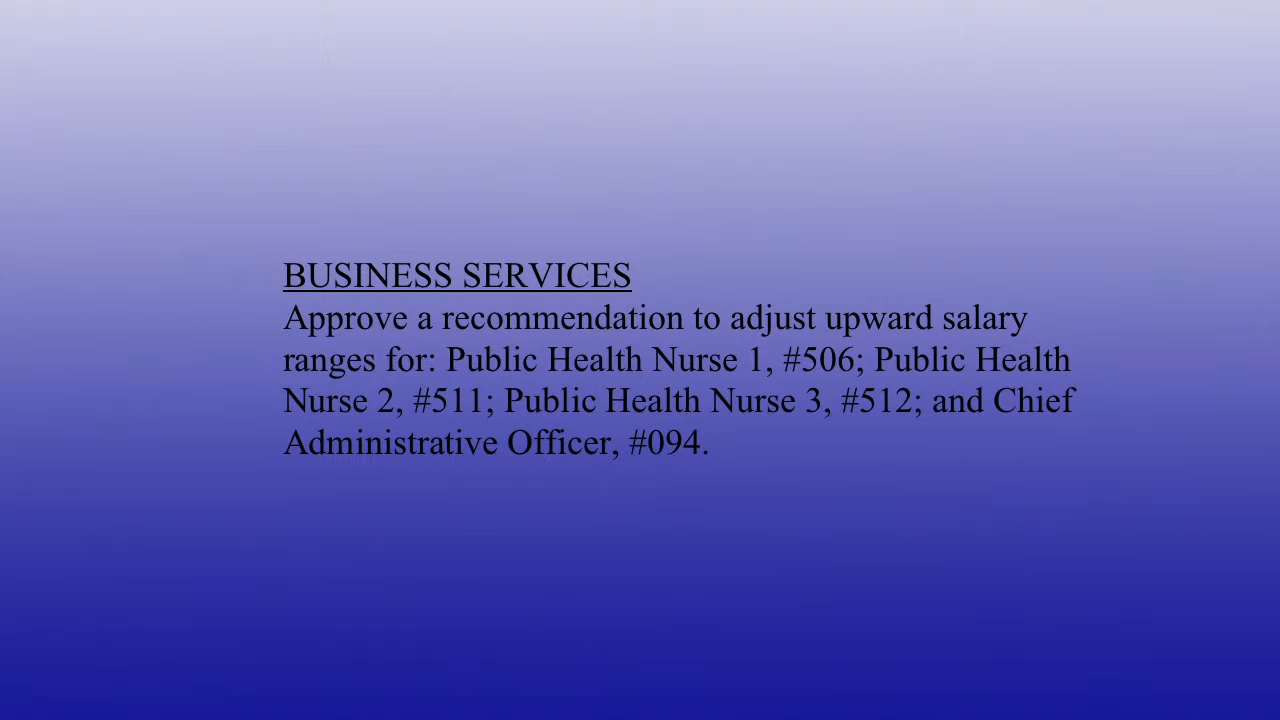 BUSINESS SERVICES
Approve a recommendation to adjust upward salary
ranges for: Public Health Nurse 1, #506; Public Health
Nurse 2, #511; Public Health Nurse 3, #512; and Chief
Administrative Officer, #094.